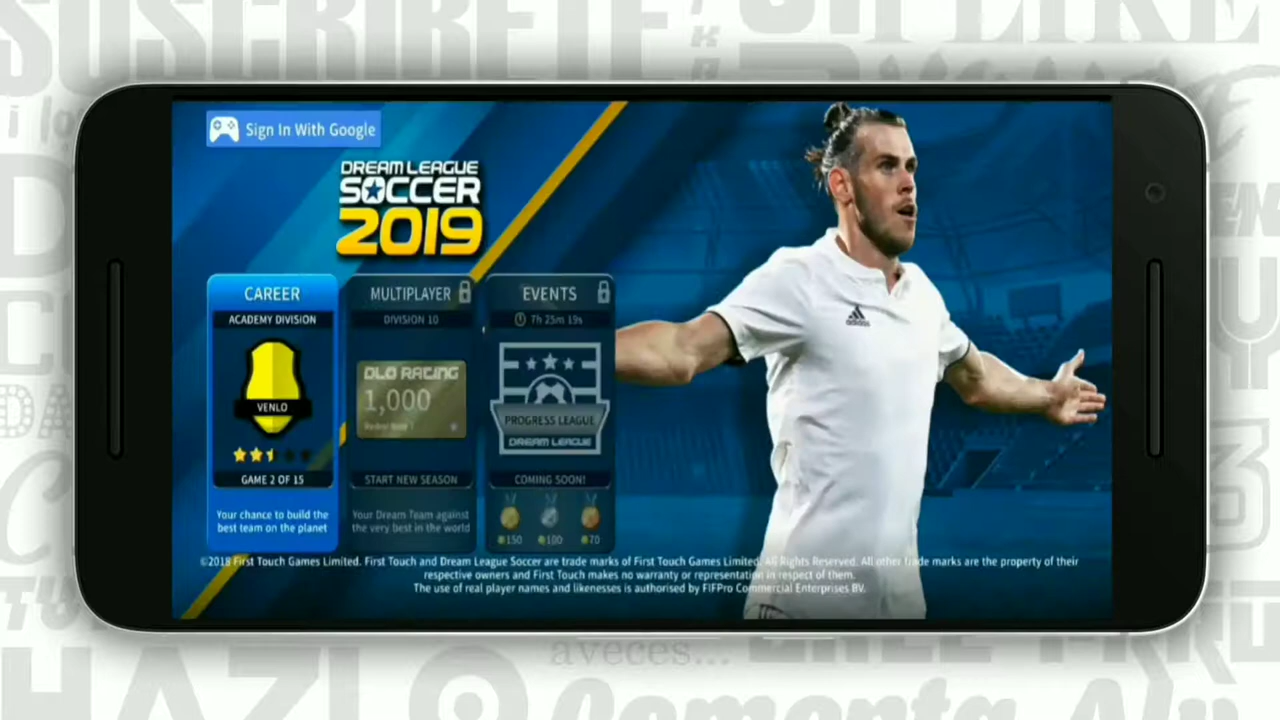 SUSCRIBETE
LIKE
Sign In With Google
DREAM LEAGUE
SOCCER
2019
CAREER
ACADEMY DIVISION
VENLO
GAME 2 OF 15
Your chance to build the
best team on the planet
MULTIPLAYER
DIVISION 10
DLO RATING
1,000
START NEW SEASON
Your Dream Team against
the very best in the world
EVENTS
7h 25m 19s
PROGRESS LEAGUE
DREAM LEAGUE
COMING SOON!
150 100 70
©2018 First Touch Games Limited. First Touch and Dream League Soccer are trade marks of First Touch Games Limited. All Rights Reserved. All other trade marks are the property of their
respective owners and First Touch makes no warranty or representation in respect of them.
The use of real player names and likenesses is authorised by FIFPro Commercial Enterprises BV.
aveces...